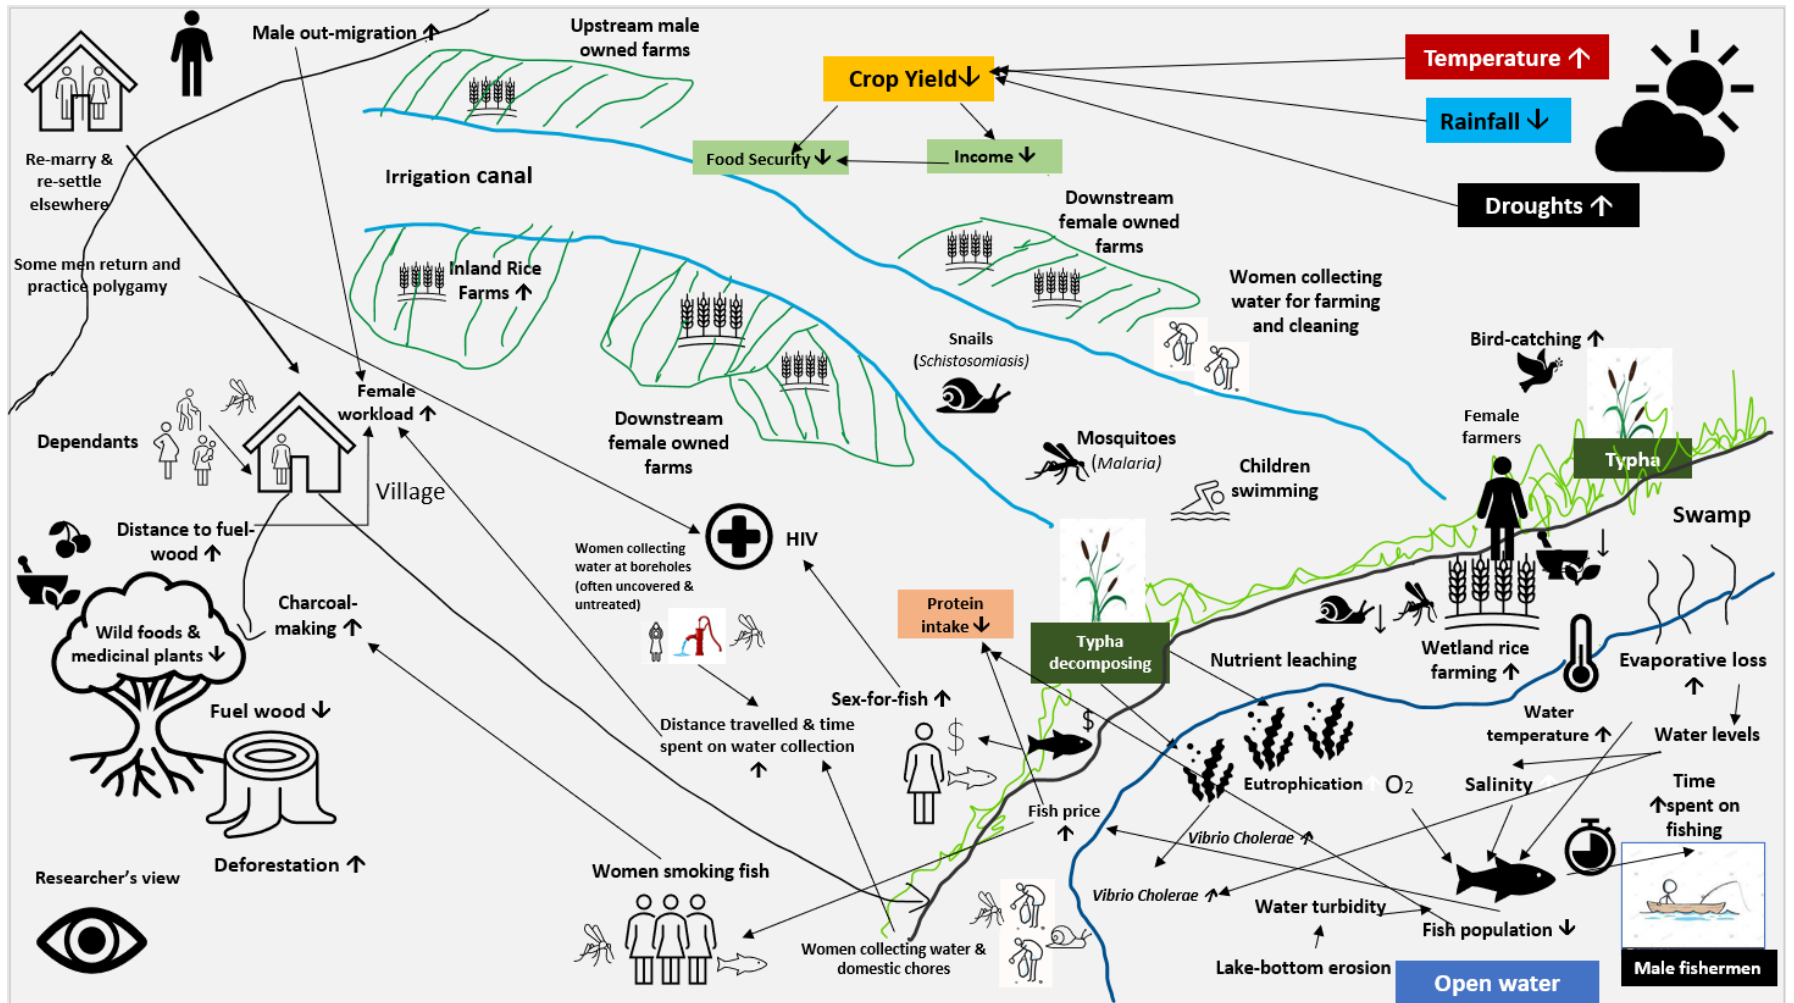 Male out-migration ↑
Upstream male
owned farms
Crop Yield↓
Temperature ↑
Rainfall ↓
Droughts ↑
Food Security ↓
Income ↓
Re-marry &
re-settle
elsewhere
Irrigation canal
Downstream
female owned
farms
Some men return and
practice polygamy
Inland Rice
Farms ↑
Women collecting
water for farming
and cleaning
Snails
(Schistosomiasis)
Bird-catching ↑
Female
workload ↑
Dependants
Downstream
female owned
farms
Mosquitoes
(Malaria)
Children
swimming
Female
farmers
Typha
Village
Swamp
Distance to fuel-
wood ↑
HIV
Women collecting
water at boreholes
(often uncovered &
untreated)
Charcoal-
making ↑
Protein
intake ↓
Wild foods &
medicinal plants ↓
Typha
decomposing
Nutrient leaching
Wetland rice
farming ↑
Evaporative loss
↑
Fuel wood ↓
Sex-for-fish ↑
$
$
Distance travelled & time
spent on water collection
↑
Water
temperature ↑
Water levels
Eutrophication ↑
O2
Salinity ↑
Time
↑spent on
fishing
Fish price
↑
Vibrio Cholerae ↑
Vibrio Cholerae ↑
Deforestation ↑
Researcher's view
Women smoking fish
Water turbidity
Fish population ↓
Women collecting water &
domestic chores
Lake-bottom erosion
Open water
Male fishermen